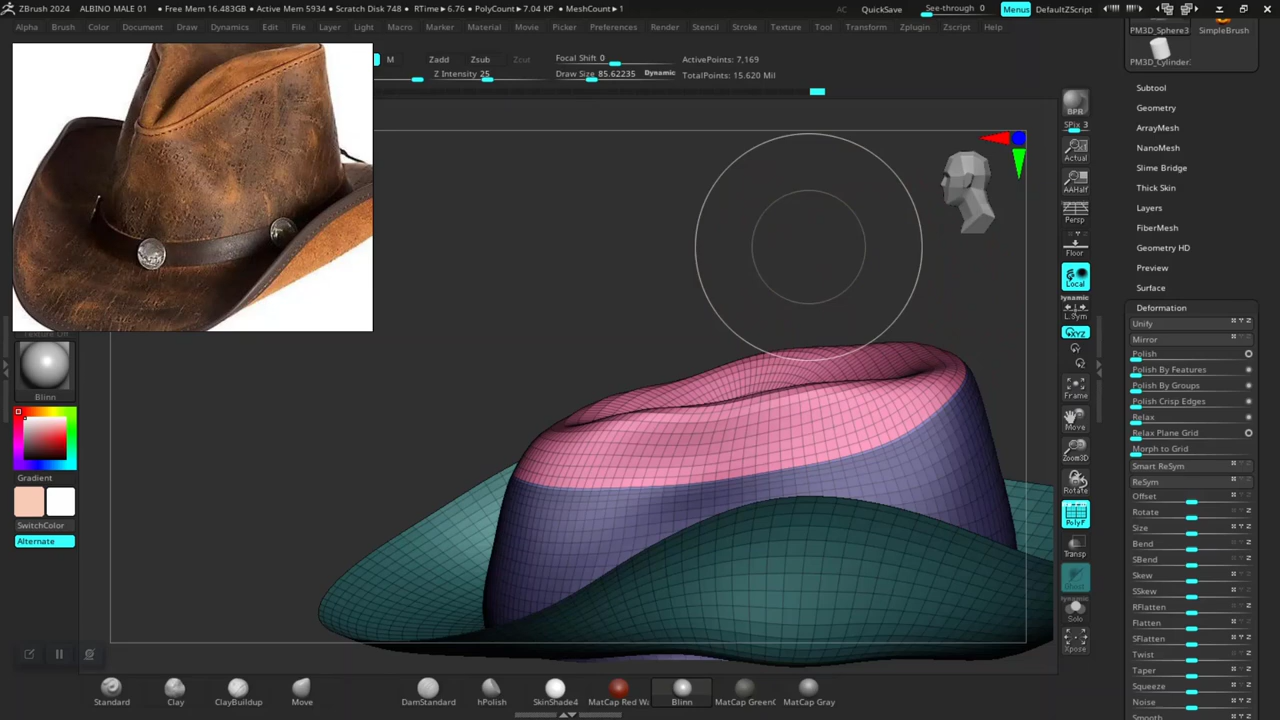 ZBrush 2024 ALBINO MALE 01 • Free Mem 16.483GB • Active Mem 5934 • Scratch Disk 748 • RTime▸6.76 • PolyCount▸7.04 KP • MeshCount▸1
AC QuickSave See-through 0 Menus DefaultZScript
Alpha Brush Color Document Draw Dynamics Edit File Layer Light Macro Marker Material Movie Picker Preferences Render Stencil Stroke Texture Tool Transform Zplugin Zscript Help
M Zadd Zsub Zcut
Z Intensity 25
Focal Shift 0
Draw Size 85.62235 Dynamic
ActivePoints: 7,169
TotalPoints: 15.620 Mil
Blinn
Gradient
SwitchColor
Alternate
BPR
SPix 3
Actual
AAHalf
Persp
Floor
Local
Dynamic
L.Sym
XYZ
Frame
Move
Zoom3D
Rotate
PolyF
Transp
Ghost
Solo
Xpose
PM3D_Sphere3 SimpleBrush
PM3D_Cylinder
Subtool
Geometry
ArrayMesh
NanoMesh
Slime Bridge
Thick Skin
Layers
FiberMesh
Geometry HD
Preview
Surface
Deformation
Unify
Mirror
Polish
Polish By Features
Polish By Groups
Polish Crisp Edges
Relax
Relax Plane Grid
Morph to Grid
Smart ReSym
ReSym
Offset
Rotate
Size
Bend
SBend
Skew
SSkew
RFlatten
Flatten
SFlatten
Twist
Taper
Squeeze
Noise
Smooth
Standard Clay ClayBuildup Move DamStandard hPolish SkinShade4 MatCap Red Wa Blinn MatCap GreenC MatCap Gray